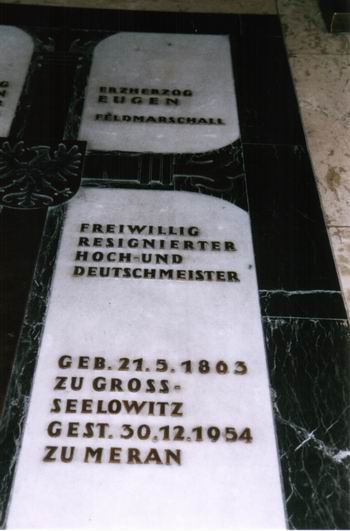 ERZHERZOG
EUGEN
FELDMARSCHALL
FREIWILLIG
RESIGNIERTER
HOCH-UND
DEUTSCHMEISTER
GEB. 21.5.1863
ZU GROSS-
SEELOWITZ
GEST. 30.12.1954
ZU MERAN